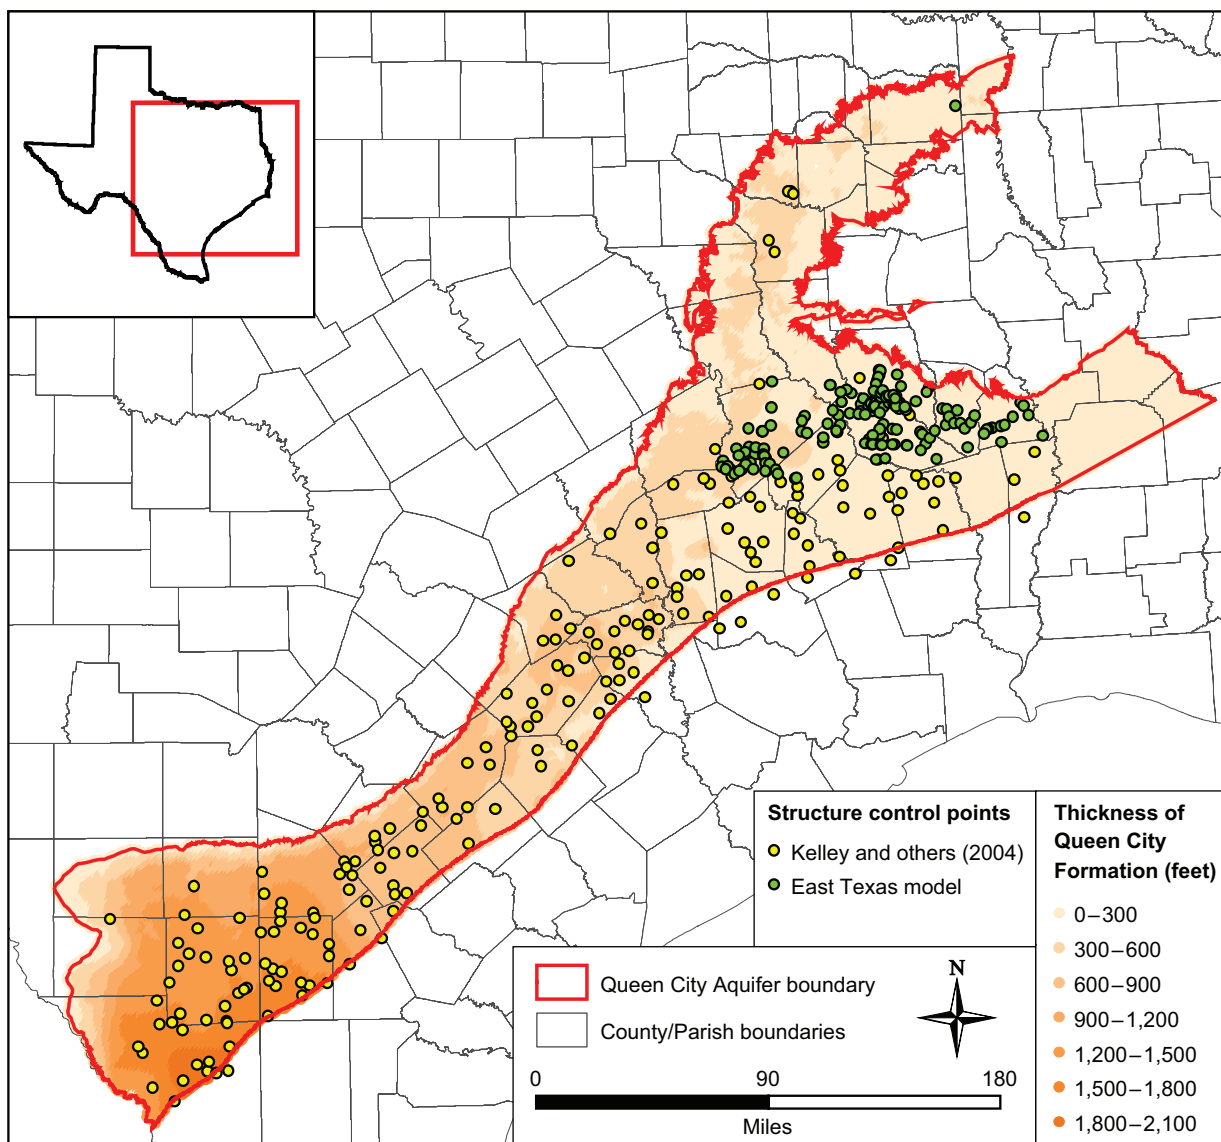 Structure control points
Kelley and others (2004)
East Texas model
Thickness of
Queen City
Formation (feet)
0–300
300–600
600–900
900–1,200
1,200–1,500
1,500–1,800
1,800–2,100
Queen City Aquifer boundary
County/Parish boundaries
N
0 90 180
Miles